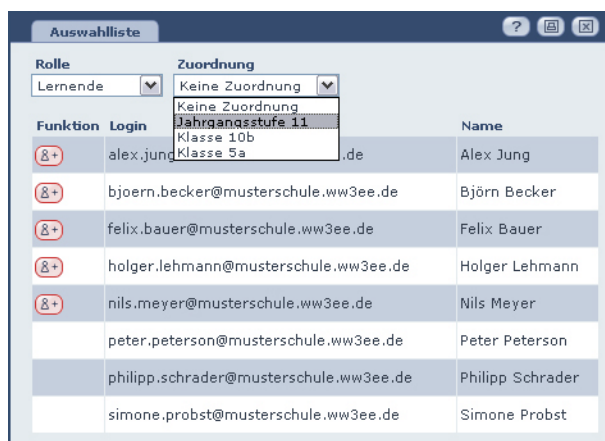 Auswahlliste ?
Rolle Zuordnung
Lernende Keine Zuordnung
Keine Zuordnung
Jahrgangsstufe 11
Klasse 10b
Klasse 5a
Funktion Login Name
alex.jung .de Alex Jung
bjoern.becker@musterschule.ww3ee.de Björn Becker
felix.bauer@musterschule.ww3ee.de Felix Bauer
holger.lehmann@musterschule.ww3ee.de Holger Lehmann
nils.meyer@musterschule.ww3ee.de Nils Meyer
peter.peterson@musterschule.ww3ee.de Peter Peterson
philipp.schrader@musterschule.ww3ee.de Philipp Schrader
simone.probst@musterschule.ww3ee.de Simone Probst